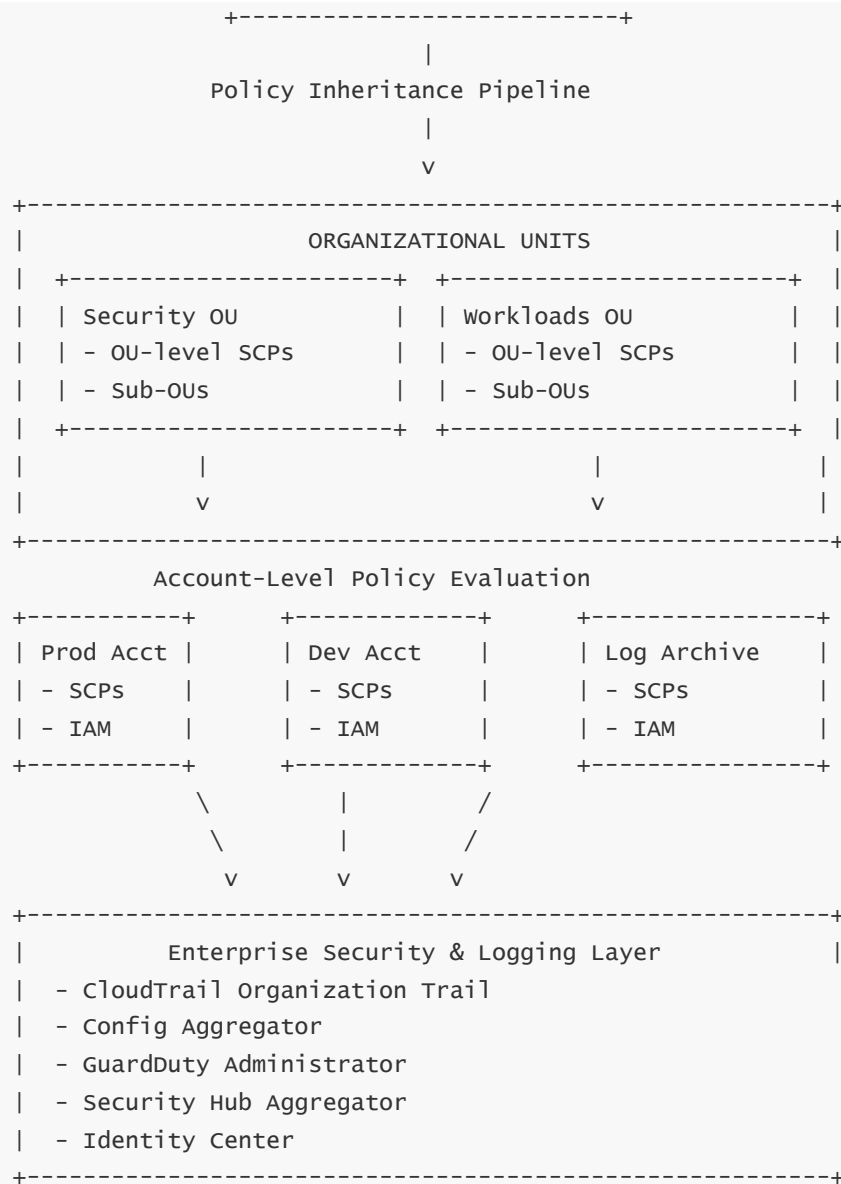 +---------------------------+
|
Policy Inheritance Pipeline
|
v
+---------------------------------------------------------+
|                    ORGANIZATIONAL UNITS                 |
|  +-----------------------+  +------------------------+  |
|  | Security OU           |  | Workloads OU           |  |
|  | - OU-level SCPs       |  | - OU-level SCPs        |  |
|  | - Sub-OUs             |  | - Sub-OUs              |  |
|  +-----------------------+  +------------------------+  |
|            |                           |               |
|            v                           v               |
+---------------------------------------------------------+
Account-Level Policy Evaluation
+-----------+      +-------------+      +----------------+
| Prod Acct |      | Dev Acct    |      | Log Archive    |
| - SCPs    |      | - SCPs      |      | - SCPs         |
| - IAM     |      | - IAM       |      | - IAM          |
+-----------+      +-------------+      +----------------+
\         |         /
\        |        /
v       v       v
+---------------------------------------------------------+
|          Enterprise Security & Logging Layer            |
|  - CloudTrail Organization Trail
|  - Config Aggregator
|  - GuardDuty Administrator
|  - Security Hub Aggregator
|  - Identity Center
+---------------------------------------------------------+